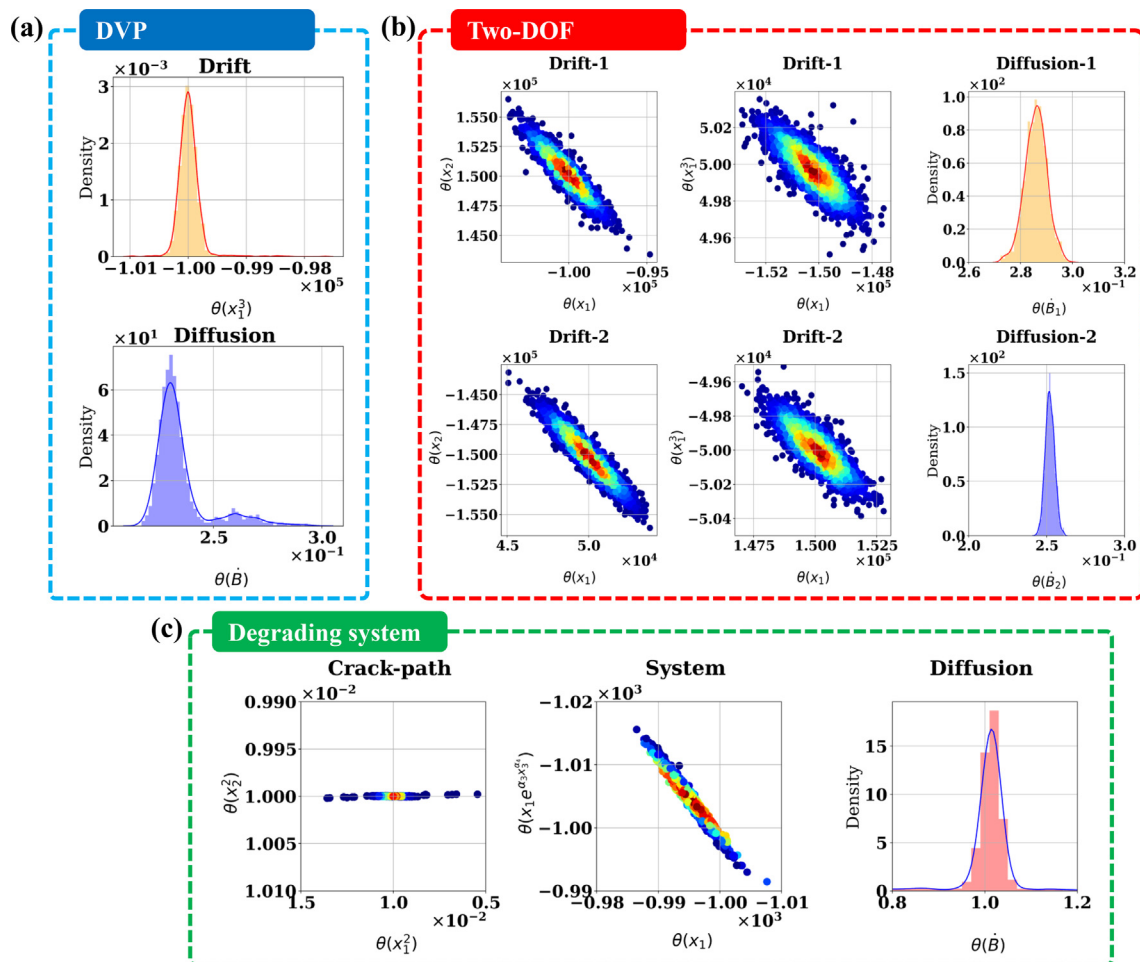 (a)
DVP
Drift
×10⁻³
3
2
1
0
Density
-1.01 -1.00 -0.99 -0.98
×10⁵
θ(x₁³)
Diffusion
×10¹
6
4
2
0
Density
2.5 3.0
×10⁻¹
θ(Ḃ)
(b)
Two-DOF
Drift-1
×10⁵
1.550
1.525
1.500
1.475
1.450
θ(x₂)
-1.00 -0.95
×10⁵
θ(x₁)
Drift-1
×10⁴
5.02
5.00
4.98
4.96
θ(x₁³)
-1.52 -1.50 -1.48
×10⁵
θ(x₁)
Diffusion-1
×10²
1.0
0.8
0.6
0.4
0.2
0.0
Density
2.6 2.8 3.0 3.2
×10⁻¹
θ(Ḃ₁)
Drift-2
×10⁵
-1.450
-1.475
-1.500
-1.525
-1.550
θ(x₂)
4.5 5.0
×10⁴
θ(x₁)
Drift-2
×10⁴
-4.96
-4.98
-5.00
-5.02
-5.04
θ(x₁³)
1.475 1.500 1.525
×10⁵
θ(x₁)
Diffusion-2
×10²
1.5
1.0
0.5
0.0
Density
2.0 2.5 3.0
×10⁻¹
θ(Ḃ₂)
(c)
Degrading system
Crack-path
×10⁻²
0.990
0.995
1.000
1.005
1.010
θ(x₂²)
1.5 1.0 0.5
×10⁻²
θ(x₁²)
System
×10³
-1.02
-1.01
-1.00
-0.99
-0.98 -0.99 -1.00 -1.01
×10³
θ(x₁)
Diffusion
15
10
5
0
Density
0.8 1.0 1.2
θ(Ḃ)